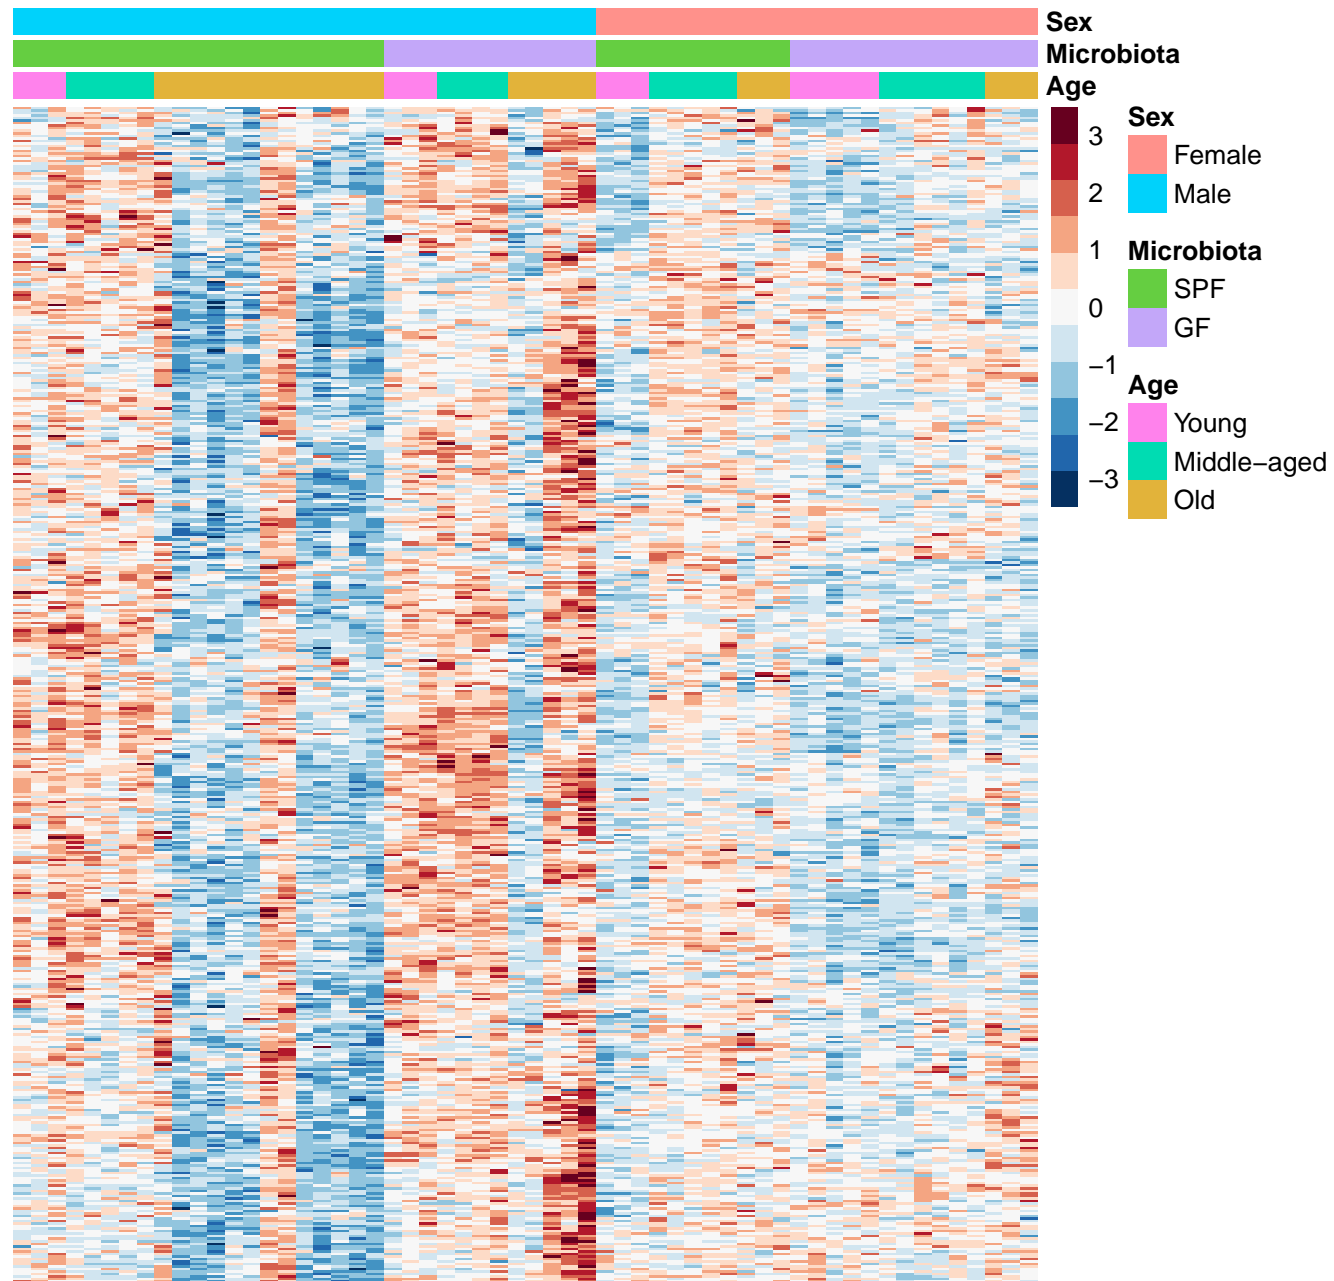 Sex
Microbiota
Age
3
2
1
0
−1
−2
−3
Sex
Female
Male
Microbiota
SPF
GF
Age
Young
Middle−aged
Old